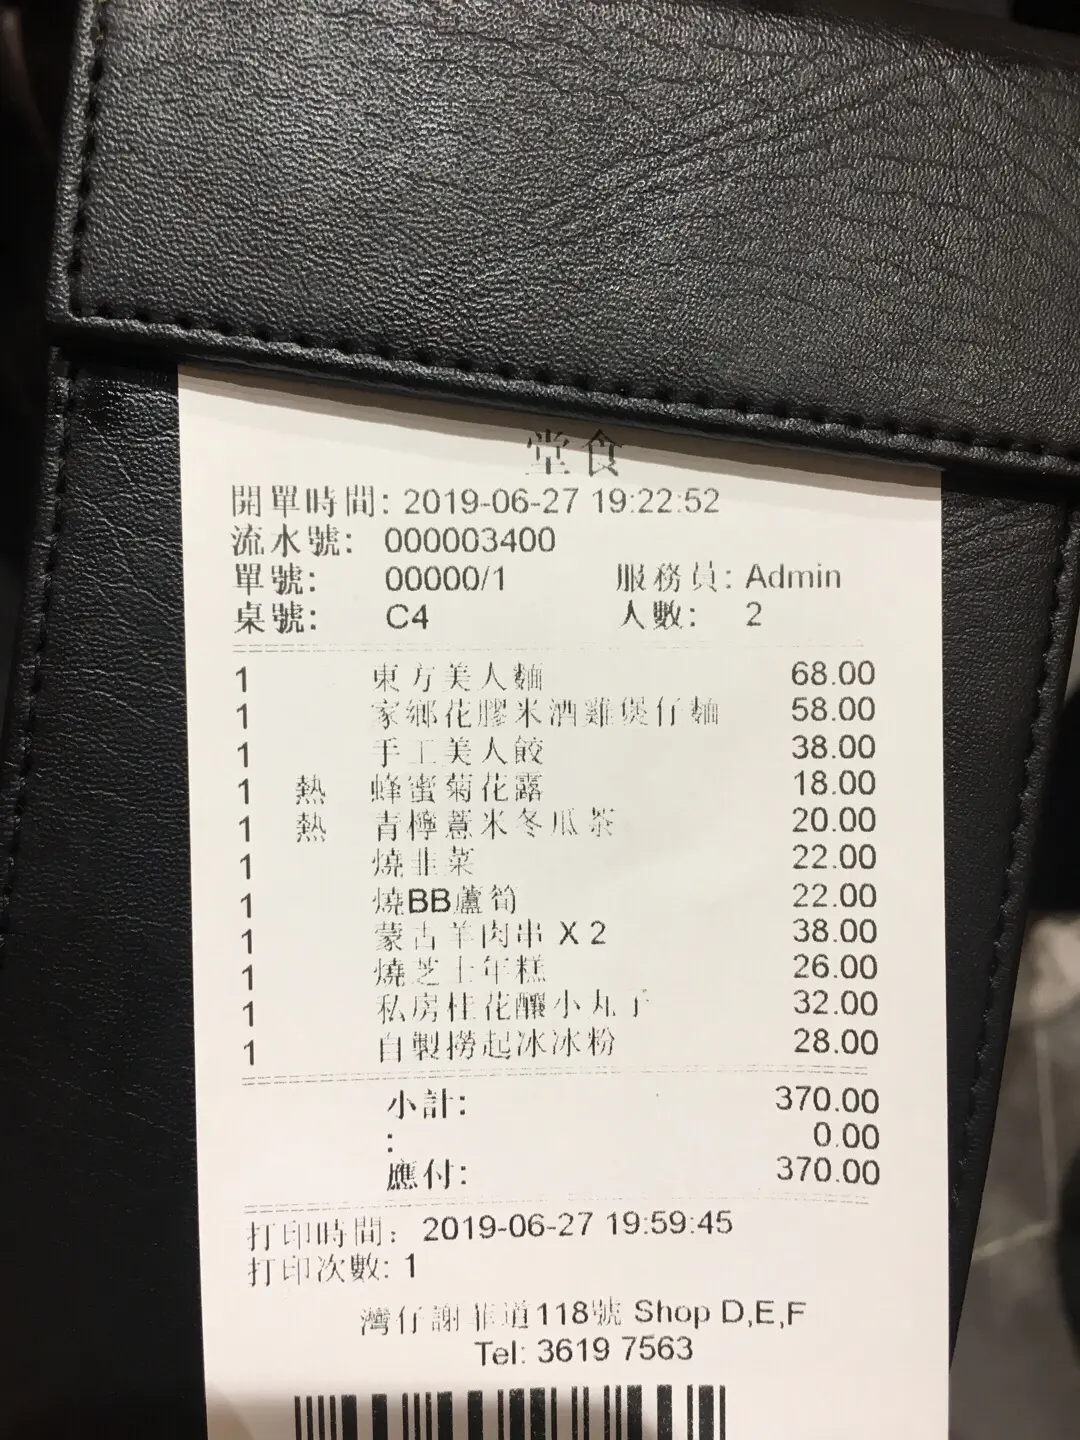 堂食
開單時間: 2019-06-27 19:22:52
流水號: 000003400
單號: 00000/1 服務員: Admin
桌號: C4 人數: 2
1 東方美人麵 68.00
1 家鄉花膠米酒雞煲仔麵 58.00
1 手工美人餃 38.00
1 熱 蜂蜜菊花露 18.00
1 熱 青檸薏米冬瓜茶 20.00
1 燒韭菜 22.00
1 燒BB蘆筍 22.00
1 蒙古羊肉串 X 2 38.00
1 燒芝士年糕 26.00
1 私房桂花釀小丸子 32.00
1 自製撈起冰冰粉 28.00
小計: 370.00
: 0.00
應付: 370.00
打印時間: 2019-06-27 19:59:45
打印次數: 1
灣仔謝菲道118號 Shop D,E,F
Tel: 3619 7563